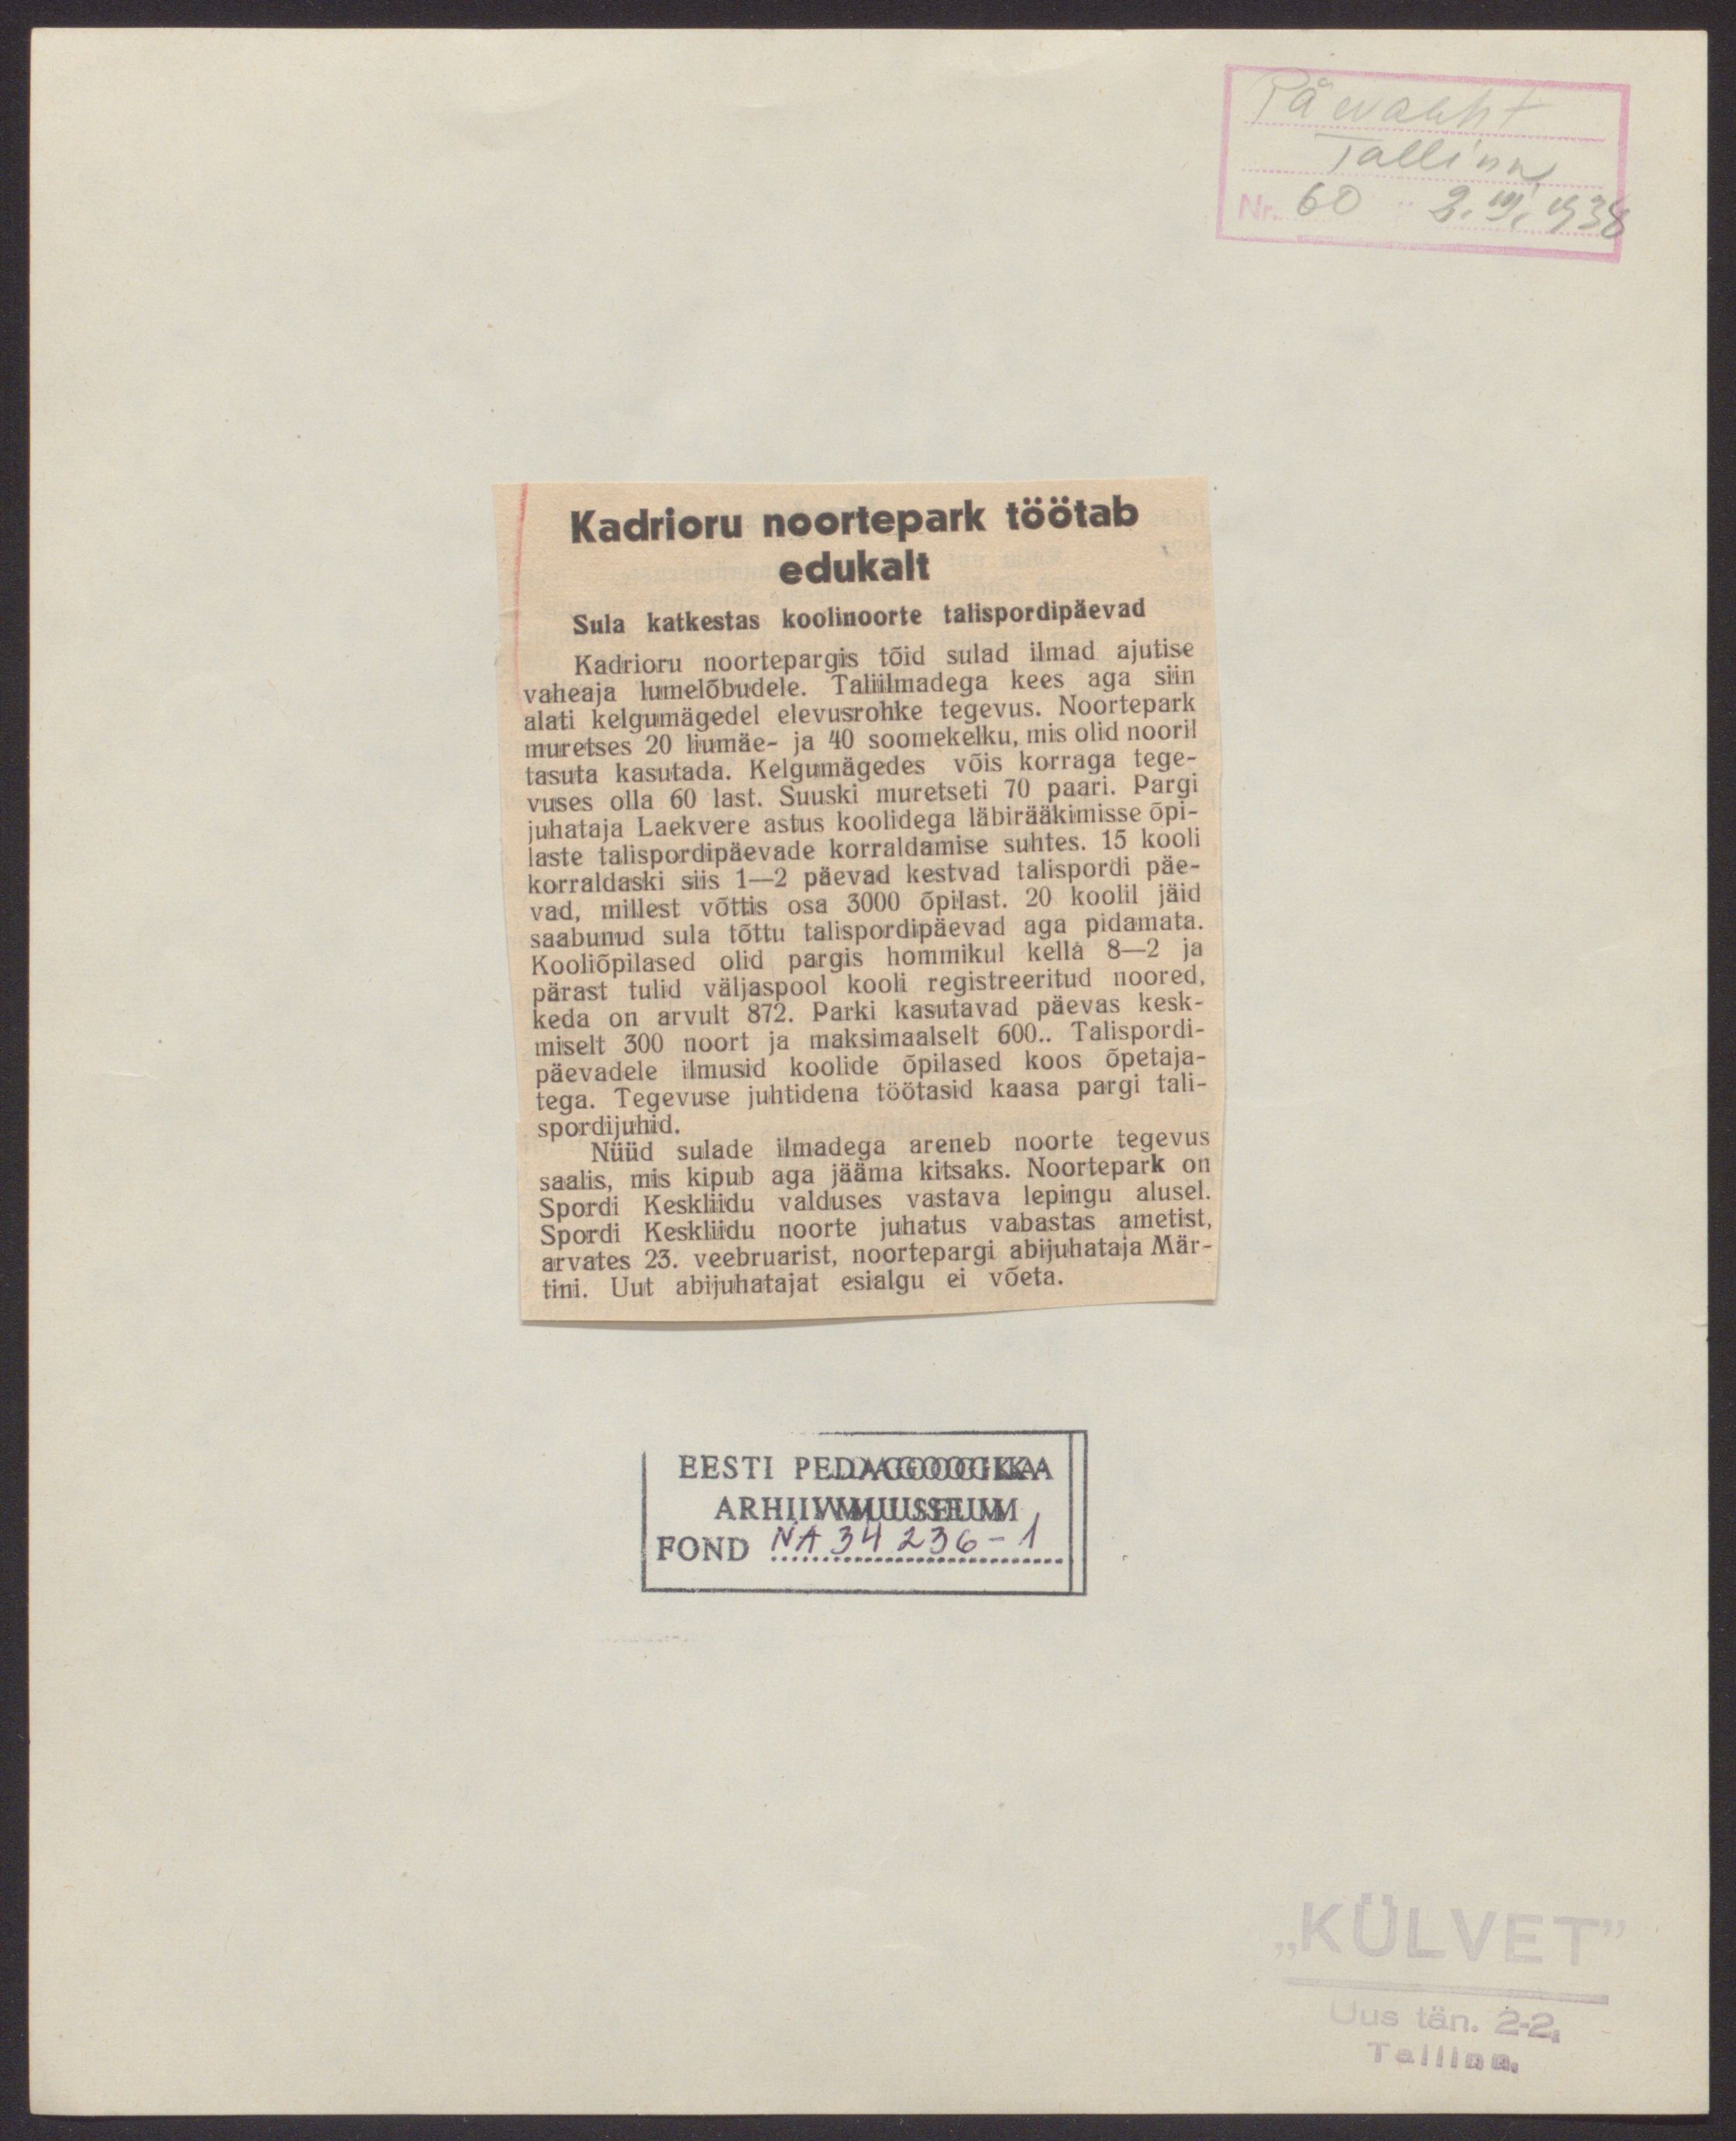 Päevaleht
Tallinn
Nr. 60 2. III. 1938
Kadrioru noortepark töötab
edukalt
Sula katkestas koolinoorte talispordipäevad
Kadrioru noortepargis tõid sulad ilmad ajutise
vaheaja lumelõbudele. Taliilmadega kees aga siin
alati kelgumägedel elevusrohke tegevus. Noortepark
muretses 20 liumäe- ja 40 soomekelku, mis olid nooril
tasuta kasutada. Kelgumägedes võis korraga tege-
vuses olla 60 last. Suuski muretseti 70 paari. Pargi
juhataja Laekvere astus koolidega läbirääkimisse õpi-
laste talispordipäevade korraldamise suhtes. 15 kooli
korraldaski siis 1—2 päevad kestvad talispordi päe-
vad, millest võttis osa 3000 õpilast. 20 koolil jäid
saabunud sula tõttu talispordipäevad aga pidamata.
Kooliõpilased olid pargis hommikul kella 8—2 ja
pärast tulid väljaspool kooli registreeritud noored,
keda on arvult 872. Parki kasutavad päevas kesk-
miselt 300 noort ja maksimaalselt 600.. Talispordi-
päevadele ilmusid koolide õpilased koos õpetaja-
tega. Tegevuse juhtidena töötasid kaasa pargi tali-
spordijuhid.
Nüüd sulade ilmadega areneb noorte tegevus
saalis, mis kipub aga jääma kitsaks. Noortepark on
Spordi Keskliidu valduses vastava lepingu alusel.
Spordi Keskliidu noorte juhatus vabastas ametist,
arvates 23. veebruarist, noortepargi abijuhataja Mär-
tini. Uut abijuhatajat esialgu ei võeta.
EESTI PEDAGOOGIKA
ARHIIVMUUSEUM
FOND NA 34236-1
„KÜLVET”
Uus tän. 2-2.
Tallinn.